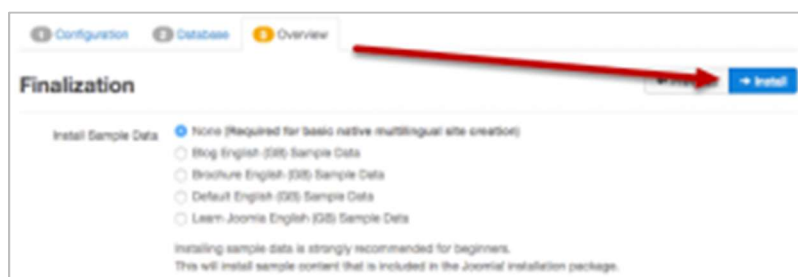 1 Configuration 2 Database 3 Overview
Finalization
→ Install
Install Sample Data None (Required for basic native multilingual site creation)
Blog English (GB) Sample Data
Brochure English (GB) Sample Data
Default English (GB) Sample Data
Learn Joomla English (GB) Sample Data
Installing sample data is strongly recommended for beginners.
This will install sample content that is included in the Joomla! installation package.